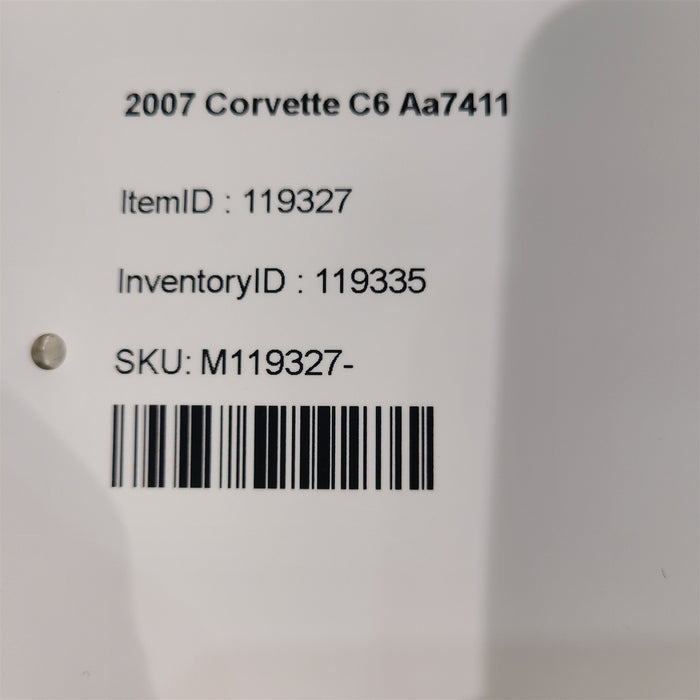 2007 Corvette C6 Aa7411
ItemID : 119327
InventoryID : 119335
SKU: M119327-